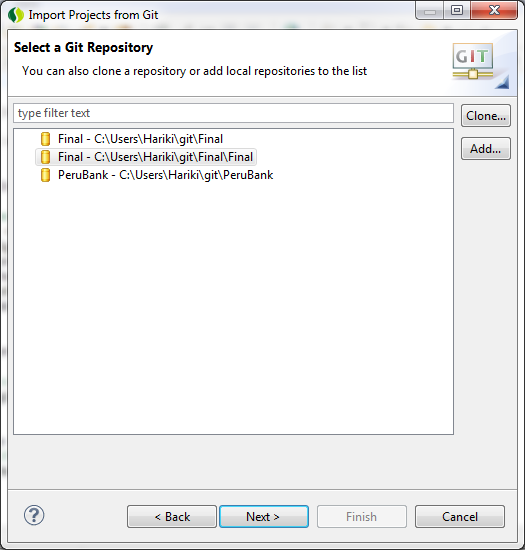 Import Projects from Git
Select a Git Repository
You can also clone a repository or add local repositories to the list
GIT
type filter text
Clone...
Final - C:\Users\Hariki\git\Final
Final - C:\Users\Hariki\git\Final\Final
Add...
PeruBank - C:\Users\Hariki\git\PeruBank
?
< Back
Next >
Finish
Cancel